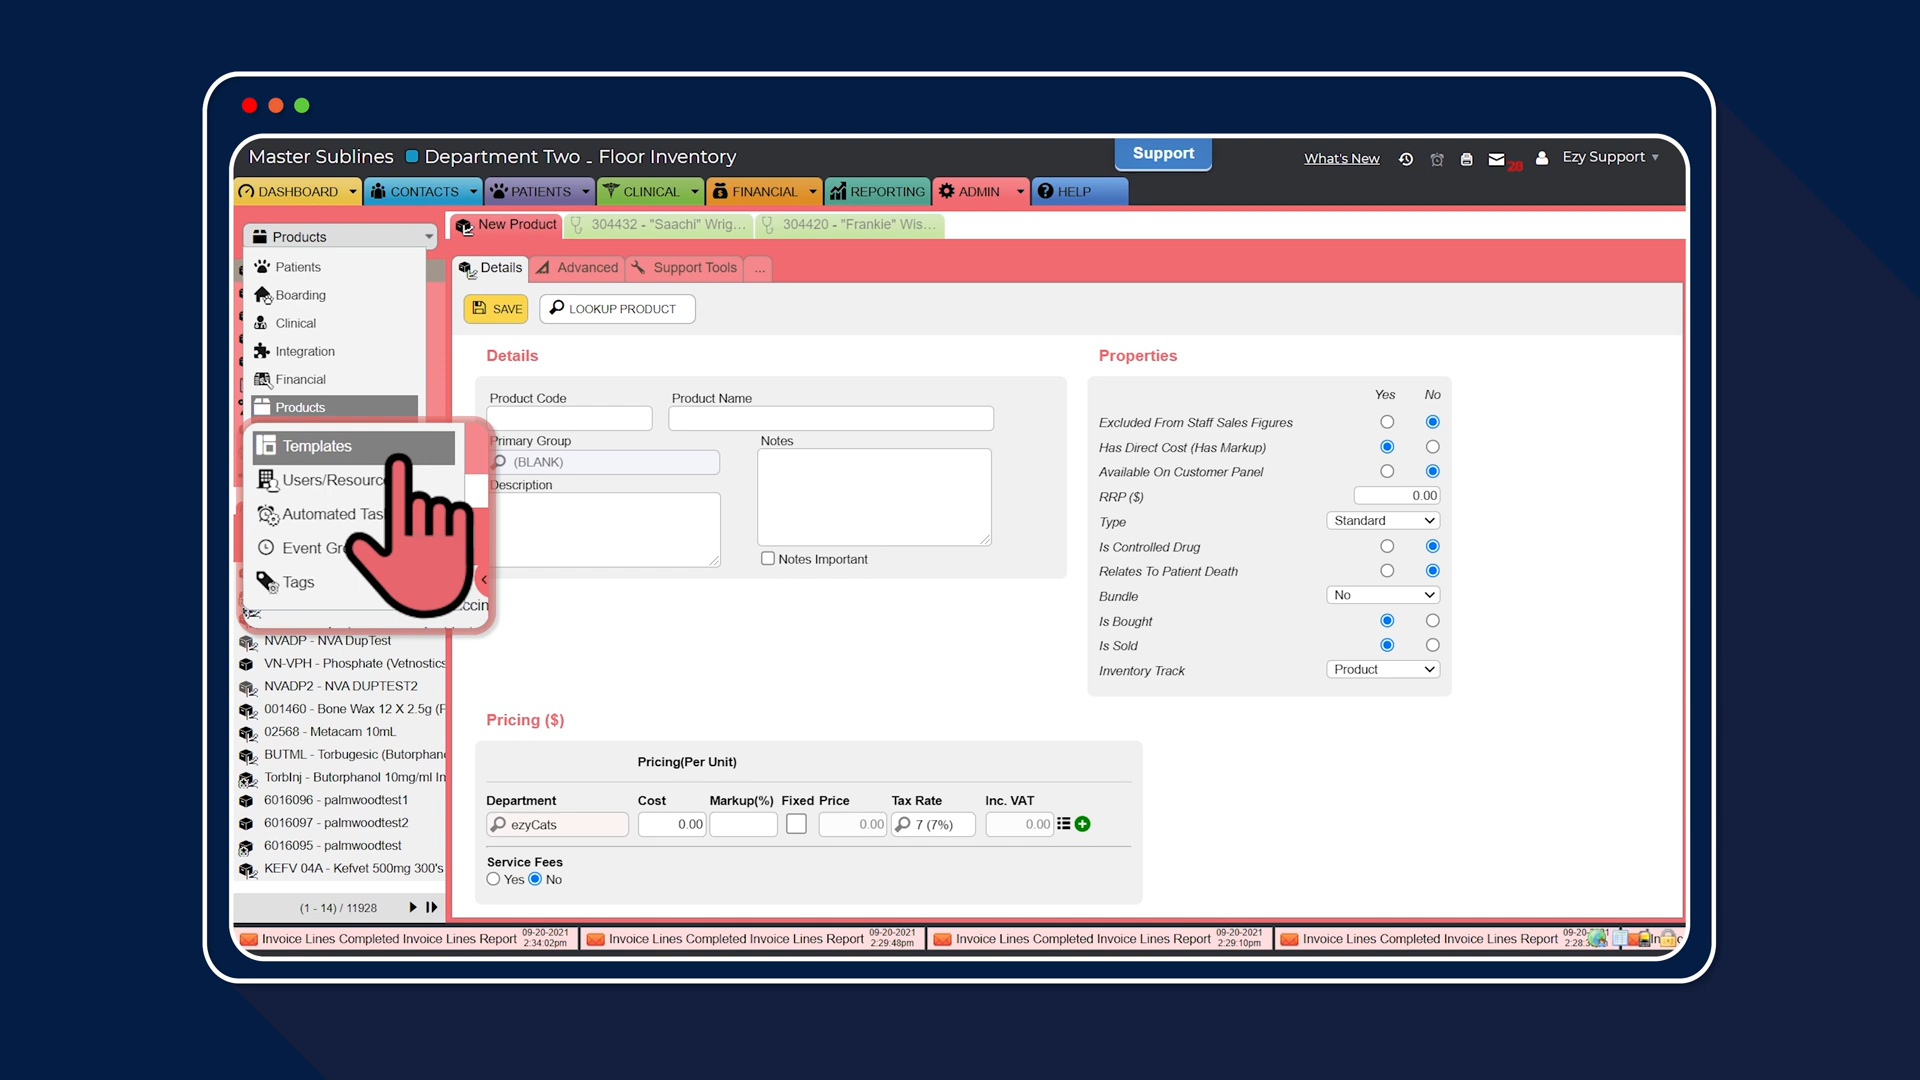 Master Sublines Department Two _ Floor Inventory
Support
What's New
28
Ezy Support
DASHBOARD
CONTACTS
PATIENTS
CLINICAL
FINANCIAL
REPORTING
ADMIN
HELP
Products
New Product
304432 - "Saachi" Wrig...
304420 - "Frankie" Wis...
Patients
Boarding
Clinical
Integration
Financial
Products
Templates
Users/Resourc
Automated Tas
Event Gr
Tags
ccin
Details
Advanced
Support Tools
...
SAVE
LOOKUP PRODUCT
Details
Product Code
Product Name
Primary Group
(BLANK)
Notes
Description
Notes Important
Properties
Yes No
Excluded From Staff Sales Figures
Has Direct Cost (Has Markup)
Available On Customer Panel
RRP ($) 0.00
Type Standard
Is Controlled Drug
Relates To Patient Death
Bundle No
Is Bought
Is Sold
Inventory Track Product
NVADP - NVA DupTest
VN-VPH - Phosphate (Vetnostics
NVADP2 - NVA DUPTEST2
001460 - Bone Wax 12 X 2.5g (F
02568 - Metacam 10mL
BUTML - Torbugesic (Butorphan
TorbInj - Butorphanol 10mg/ml In
6016096 - palmwoodtest1
6016097 - palmwoodtest2
6016095 - palmwoodtest
KEFV 04A - Kefvet 500mg 300's
(1 - 14) / 11928
Pricing ($)
Pricing(Per Unit)
Department Cost Markup(%) Fixed Price Tax Rate Inc. VAT
ezyCats 0.00 0.00 7 (7%) 0.00
Service Fees
Yes No
Invoice Lines Completed Invoice Lines Report 09-20-2021 2:34:02pm
Invoice Lines Completed Invoice Lines Report 09-20-2021 2:29:48pm
Invoice Lines Completed Invoice Lines Report 09-20-2021 2:29:10pm
Invoice Lines Completed Invoice Lines Report